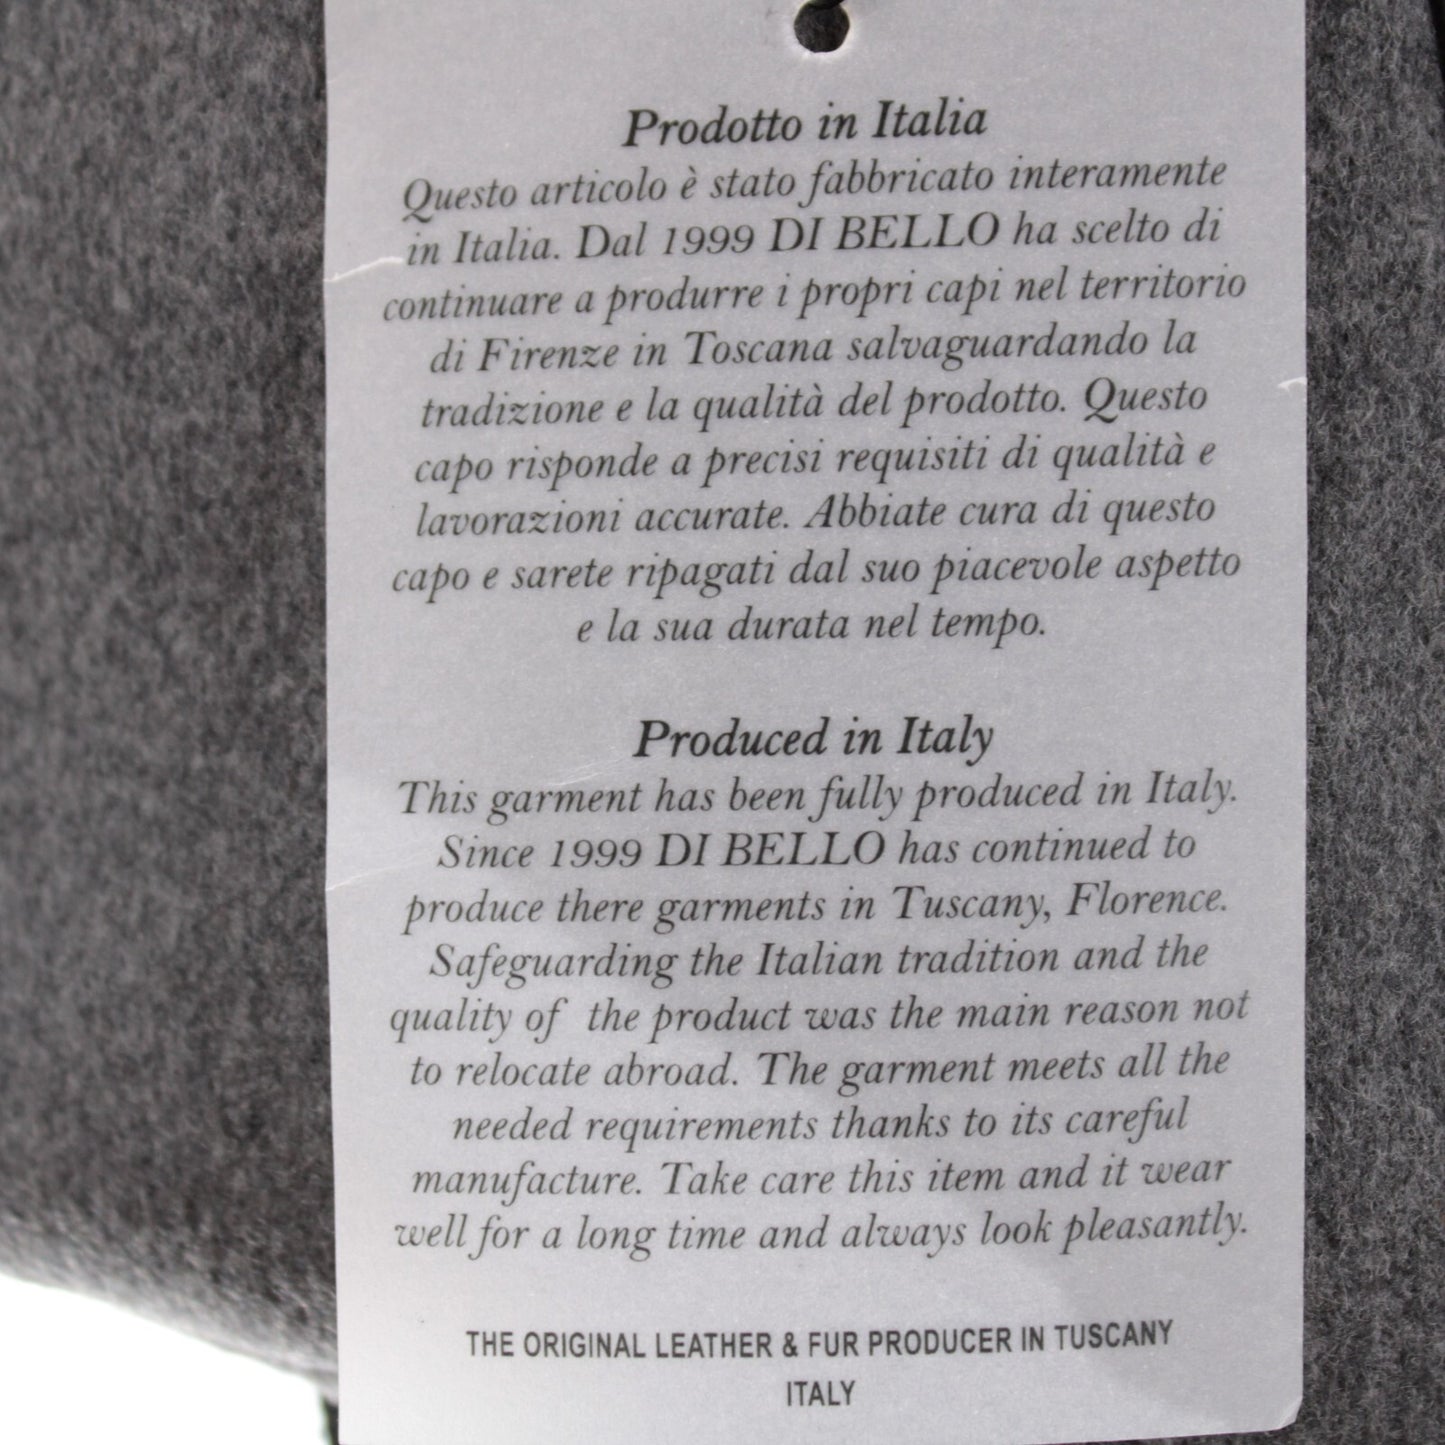 Prodotto in Italia
Questo articolo è stato fabbricato interamente
in Italia. Dal 1999 DI BELLO ha scelto di
continuare a produrre i propri capi nel territorio
di Firenze in Toscana salvaguardando la
tradizione e la qualità del prodotto. Questo
capo risponde a precisi requisiti di qualità e
lavorazioni accurate. Abbiate cura di questo
capo e sarete ripagati dal suo piacevole aspetto
e la sua durata nel tempo.
Produced in Italy
This garment has been fully produced in Italy.
Since 1999 DI BELLO has continued to
produce there garments in Tuscany, Florence.
Safeguarding the Italian tradition and the
quality of the product was the main reason not
to relocate abroad. The garment meets all the
needed requirements thanks to its careful
manufacture. Take care this item and it wear
well for a long time and always look pleasantly.
THE ORIGINAL LEATHER & FUR PRODUCER IN TUSCANY
ITALY